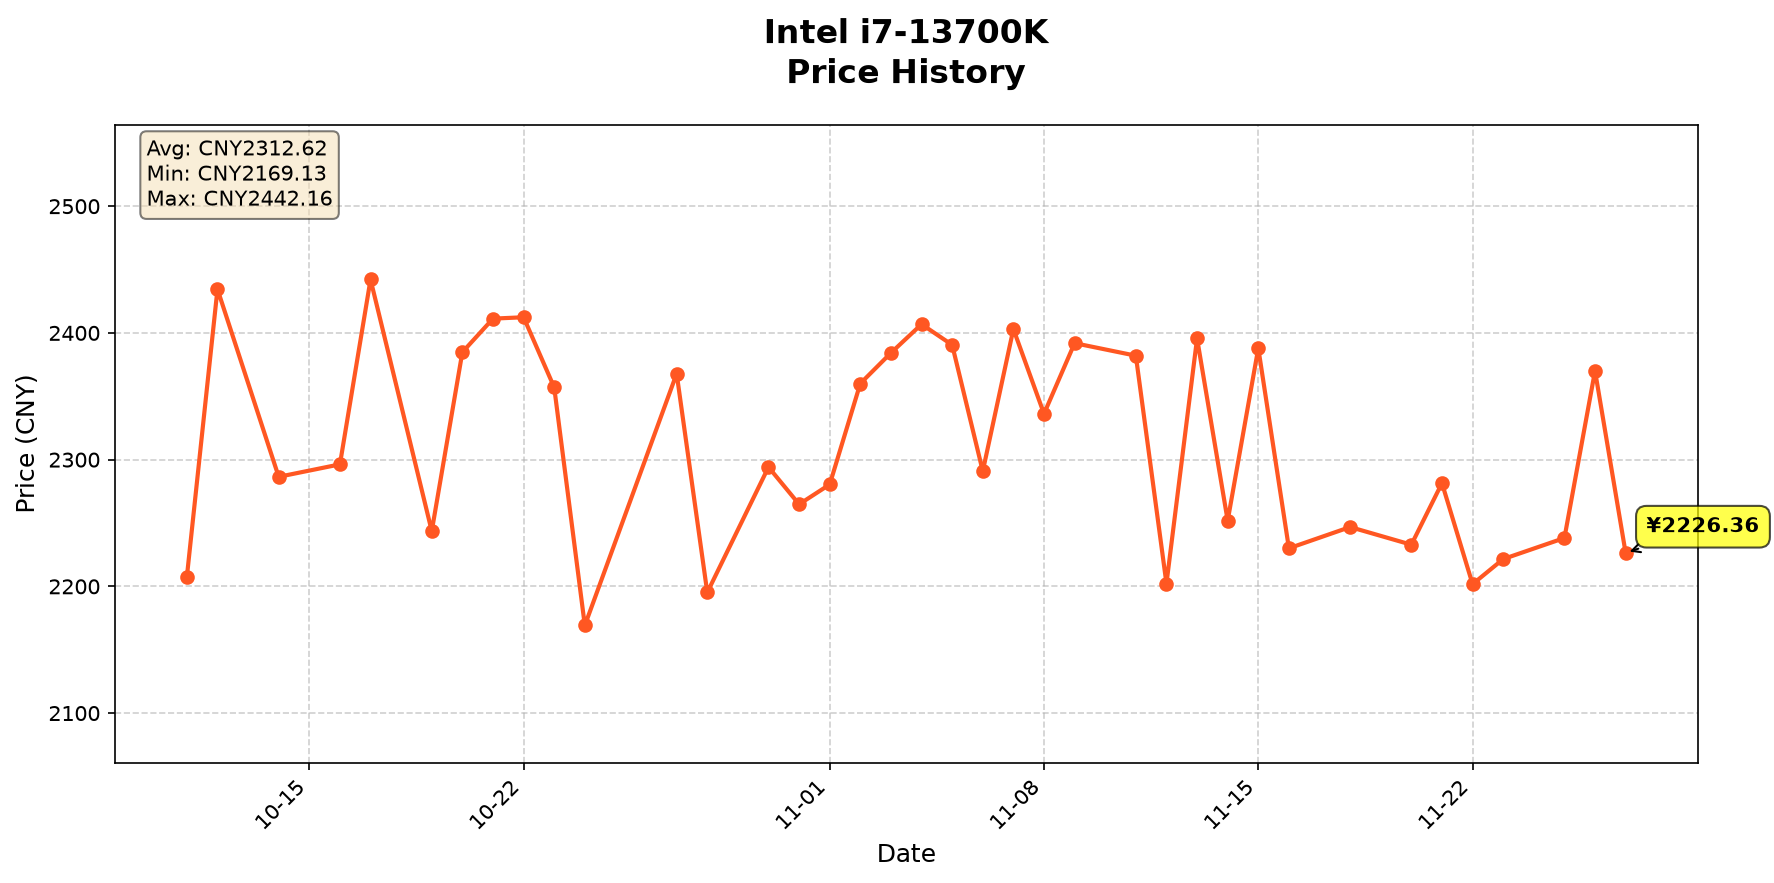 Intel i7-13700K
Price History
Avg: CNY2312.62
Min: CNY2169.13
Max: CNY2442.16
2500
2400
2300
2200
2100
Price (CNY)
¥2226.36
10-15
10-22
11-01
11-08
11-15
11-22
Date